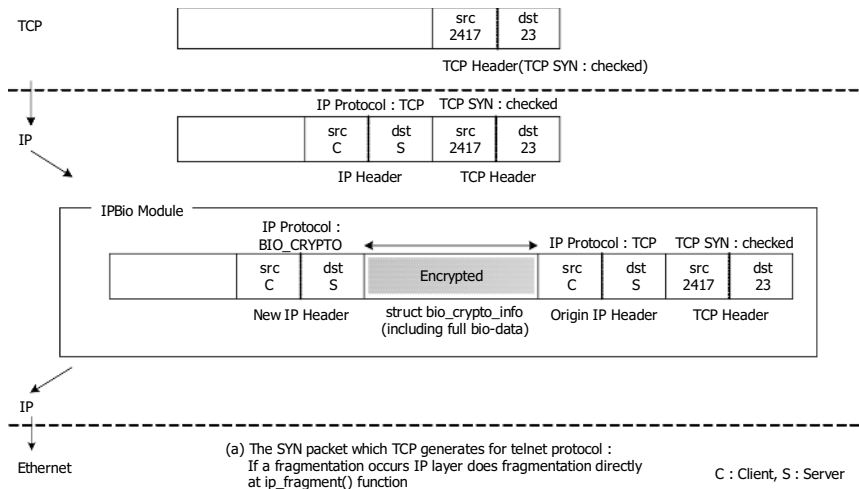 TCP
src dst
2417 23
TCP Header(TCP SYN : checked)
IP Protocol : TCP TCP SYN : checked
IP
src dst src dst
C S 2417 23
IP Header TCP Header
IPBio Module
IP Protocol :
BIO_CRYPTO IP Protocol : TCP TCP SYN : checked
src dst Encrypted src dst src dst
C S C S 2417 23
New IP Header struct bio_crypto_info Origin IP Header TCP Header
(including full bio-data)
IP
Ethernet
(a) The SYN packet which TCP generates for telnet protocol :
If a fragmentation occurs IP layer does fragmentation directly
at ip_fragment() function
C : Client, S : Server